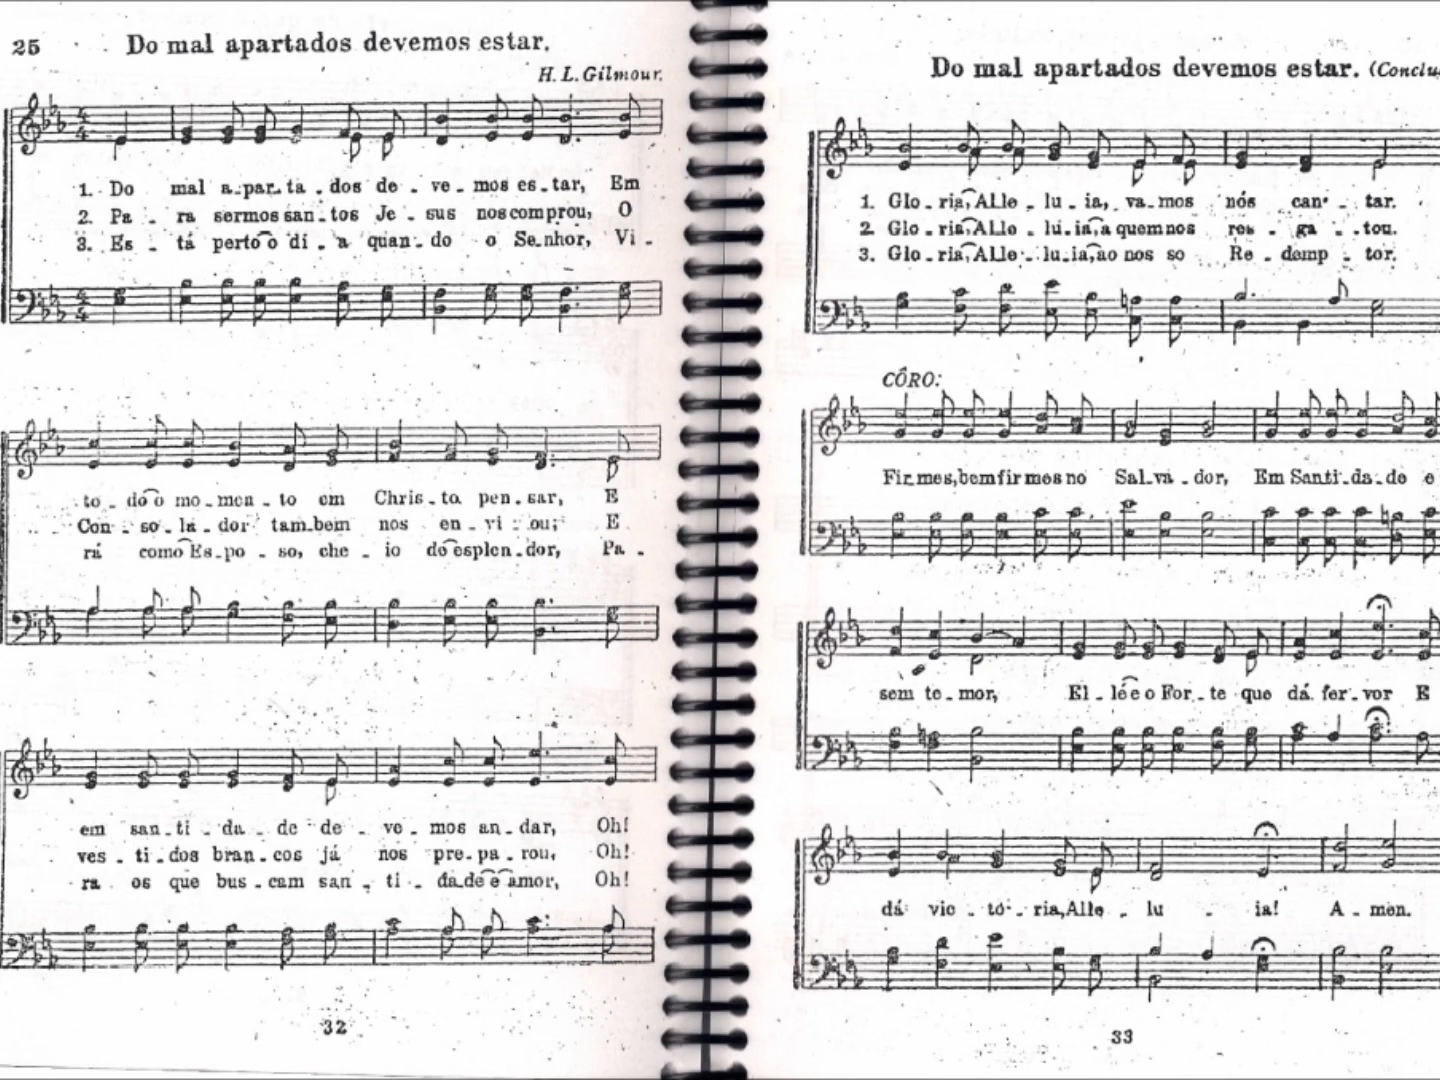 25 Do mal apartados devemos estar.
H. L. Gilmour.
1. Do mal a-par-ta-dos de-ve-mos es-tar, Em
2. Pa-ra sermos san-tos Je-sus nos comprou, O
3. Es-tá perto o di-a quan-do o Se-nhor, Vi-
to-do o mo-men-to em Chris-to pen-sar, E
Con-so-la-dor tam-bem nos en-vi-ou; E
rá como Es-po-so, che-io do esplen-dor, Pa-
em san-ti-da-de de-ve-mos an-dar, Oh!
ves-ti-dos bran-cos já nos pre-pa-rou, Oh!
ra os que bus-cam san-ti-da-de e amor, Oh!
32
Do mal apartados devemos estar. (Conclu
1. Glo-ria, Alle-lu-ia, va-mos nós can-tar.
2. Glo-ria, Alle-lu-ia, a quem nos res-ga-tou.
3. Glo-ria, Alle-lu-ia, ao nos so Re-demp-tor.
CÔRO:
Fir-mes, bem fir mes no Sal-va-dor, Em Santi-da-de e
sem te-mor, El-lé e o For-te que dá fer-vor E
dá vic-to-ria, Alle-lu-ia! A-men.
33